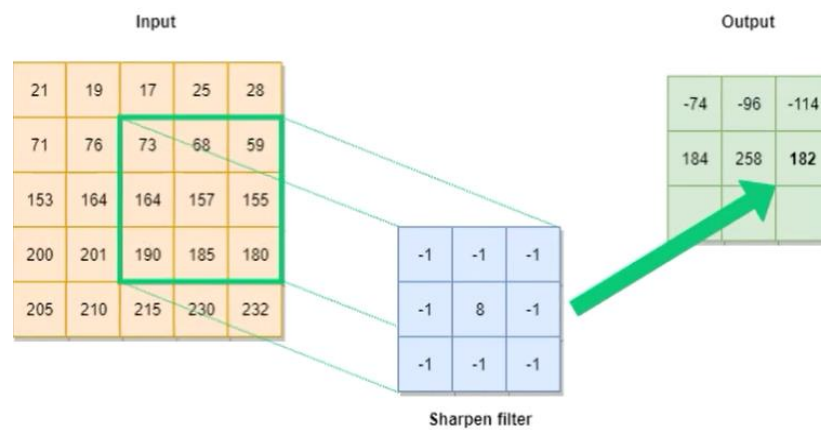 Input
Output
21 19 17 25 28
71 76 73 68 59
153 164 164 157 155
200 201 190 185 180
205 210 215 230 232
-1 -1 -1
-1 8 -1
-1 -1 -1
Sharpen filter
-74 -96 -114
184 258 182